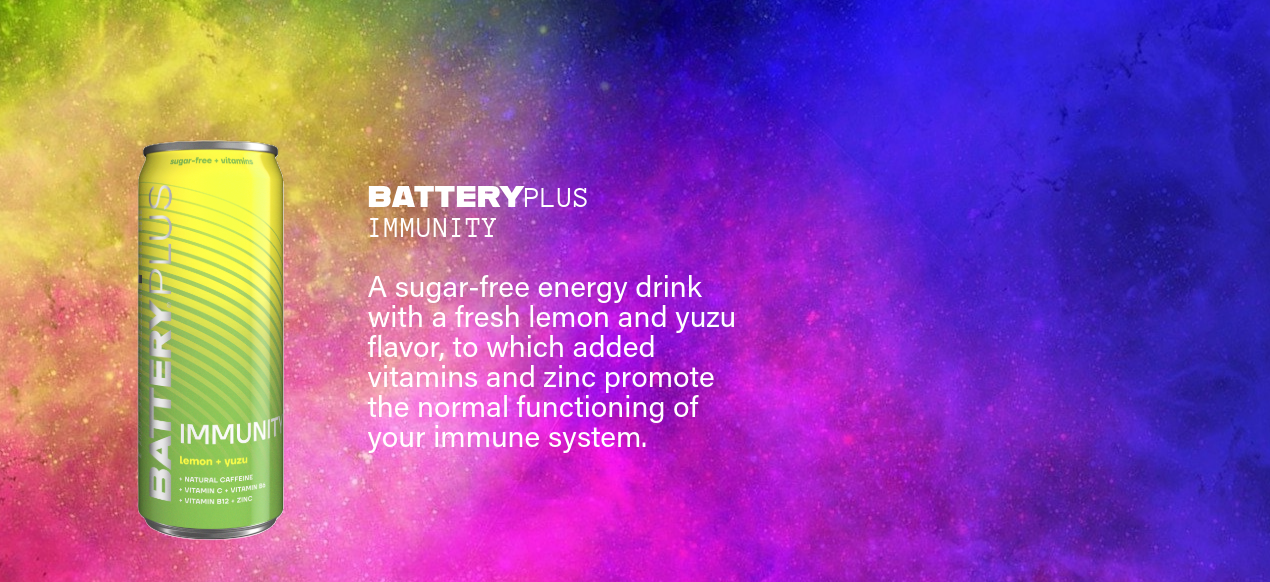 sugar-free + vitamins
BATTERYPLUS
IMMUNITY
lemon + yuzu
• NATURAL CAFFEINE
• VITAMIN C + VITAMIN B6
• VITAMIN B12 + ZINC
BATTERYPLUS
IMMUNITY
A sugar-free energy drink
with a fresh lemon and yuzu
flavor, to which added
vitamins and zinc promote
the normal functioning of
your immune system.